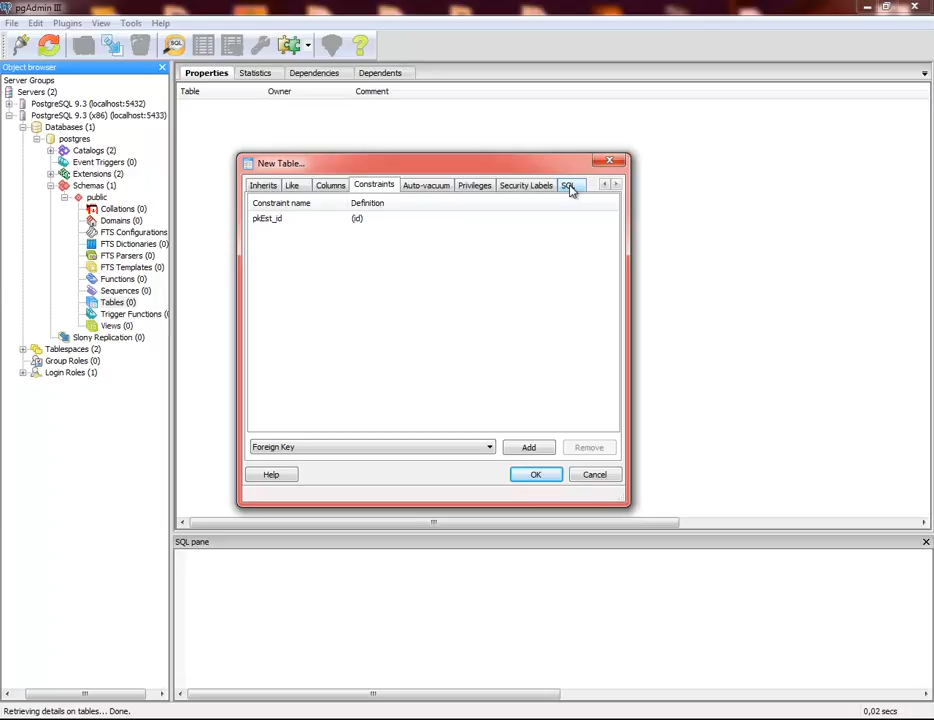 pgAdmin III
File Edit Plugins View Tools Help
SQL
Object browser
Server Groups
Servers (2)
PostgreSQL 9.3 (localhost:5432)
PostgreSQL 9.3 (x86) (localhost:5433)
Databases (1)
postgres
Catalogs (2)
Event Triggers (0)
Extensions (2)
Schemas (1)
public
Collations (0)
Domains (0)
FTS Configurations
FTS Dictionaries (0)
FTS Parsers (0)
FTS Templates (0)
Functions (0)
Sequences (0)
Tables (0)
Trigger Functions (
Views (0)
Slony Replication (0)
Tablespaces (2)
Group Roles (0)
Login Roles (1)
Properties Statistics Dependencies Dependents
Table Owner Comment
New Table...
Inherits Like Columns Constraints Auto-vacuum Privileges Security Labels SQL
Constraint name Definition
pkEst_id (id)
Foreign Key Add Remove
Help OK Cancel
SQL pane
Retrieving details on tables... Done. 0,02 secs